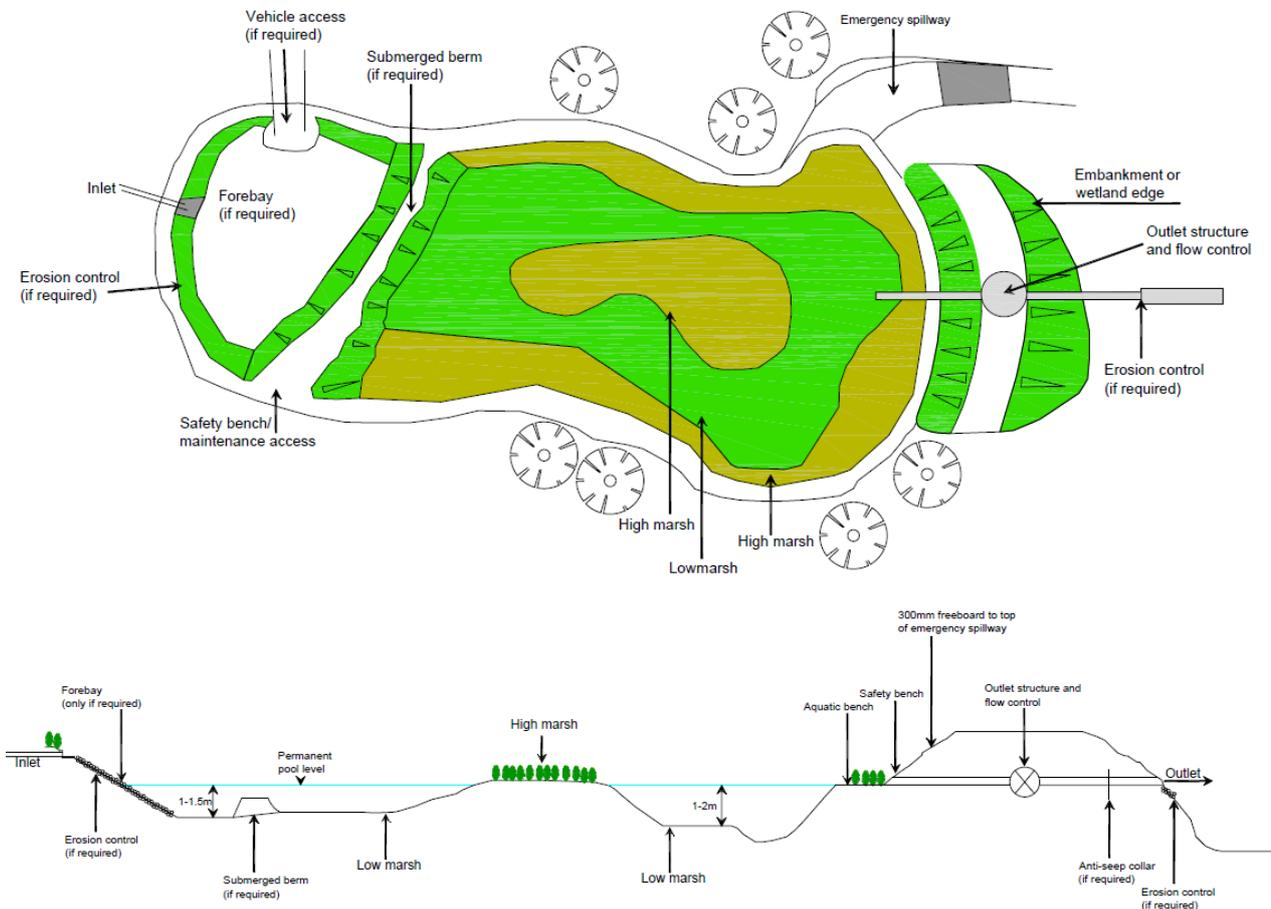 Vehicle access
(if required)
Emergency spillway
Submerged berm
(if required)
Inlet
Forebay
(if required)
Embankment or
wetland edge
Outlet structure
and flow control
Erosion control
(if required)
Erosion control
(if required)
Safety bench/
maintenance access
High marsh
High marsh
Lowmarsh
300mm freeboard to top
of emergency spillway
Forebay
(only if required)
Safety bench
Outlet structure and
flow control
Aquatic bench
High marsh
Permanent
pool level
Inlet
Outlet
1-1.5m
1-2m
Erosion control
(if required)
Low marsh
Low marsh
Submerged berm
(if required)
Anti-seep collar
(if required)
Erosion control
(if required)